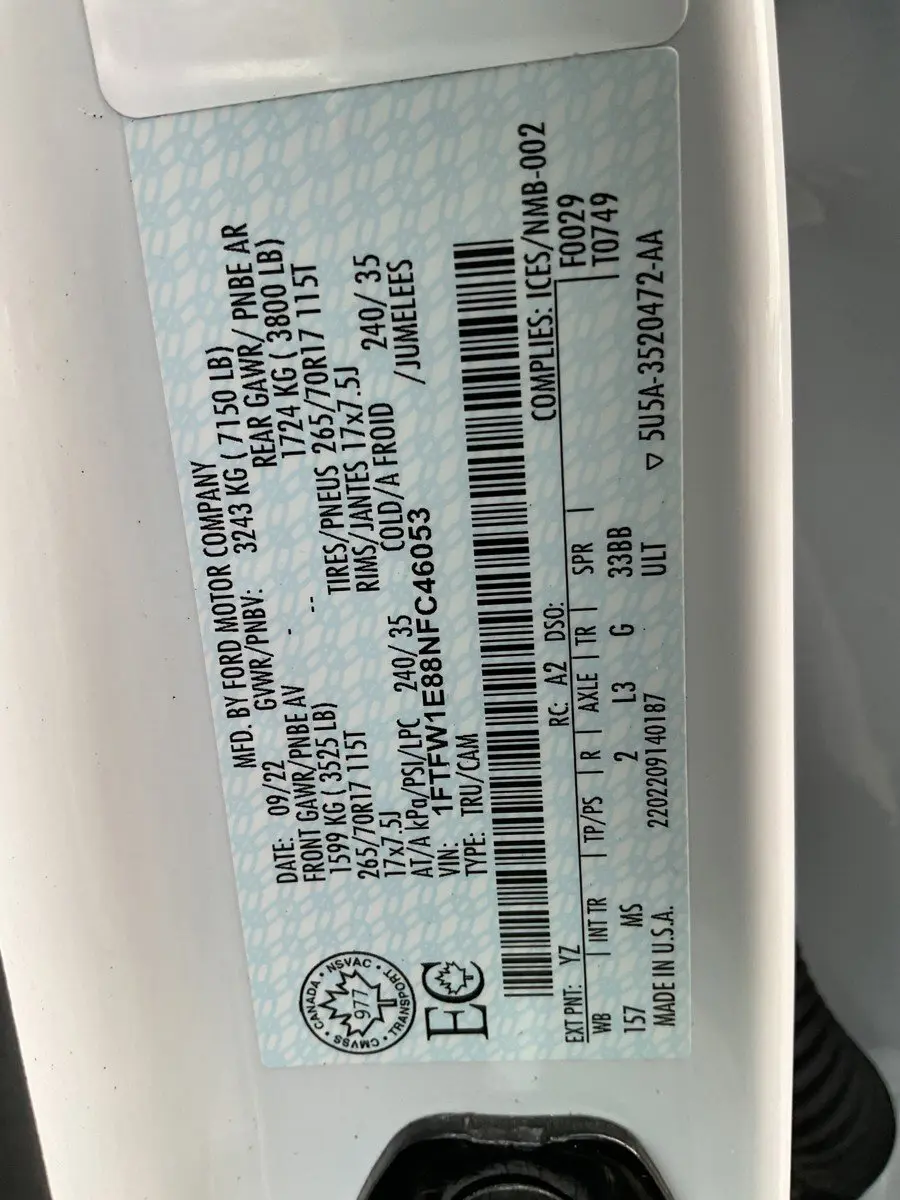 MFD. BY FORD MOTOR COMPANY
DATE: 09/22 GVWR/PNBV: 3243 KG ( 7150 LB)
FRONT GAWR/PNBE AV - REAR GAWR/ PNBE AR
1599 KG ( 3525 LB) -- 1724 KG ( 3800 LB)
265/70R17 115T TIRES/PNEUS 265/70R17 115T
17x7.5J RIMS/JANTES 17x7.5J
AT/A kPa/PSI/LPC 240/ 35 COLD/A FROID 240/ 35
VIN: 1FTFW1E88NFC46053 /JUMELEES
TYPE: TRU/CAM
CANADA • NSVAC • TRANSPORT • CMVSS •
977
EC
COMPLIES: ICES/NMB-002
EXT PNT: YZ RC: A2 DSO: F0029
WB | INT TR | TP/PS | R | AXLE | TR | SPR | T0749
157 MS 2 L3 G 33BB
MADE IN U.S.A. 2202209140187 ULT ▽ 5U5A-3520472-AA